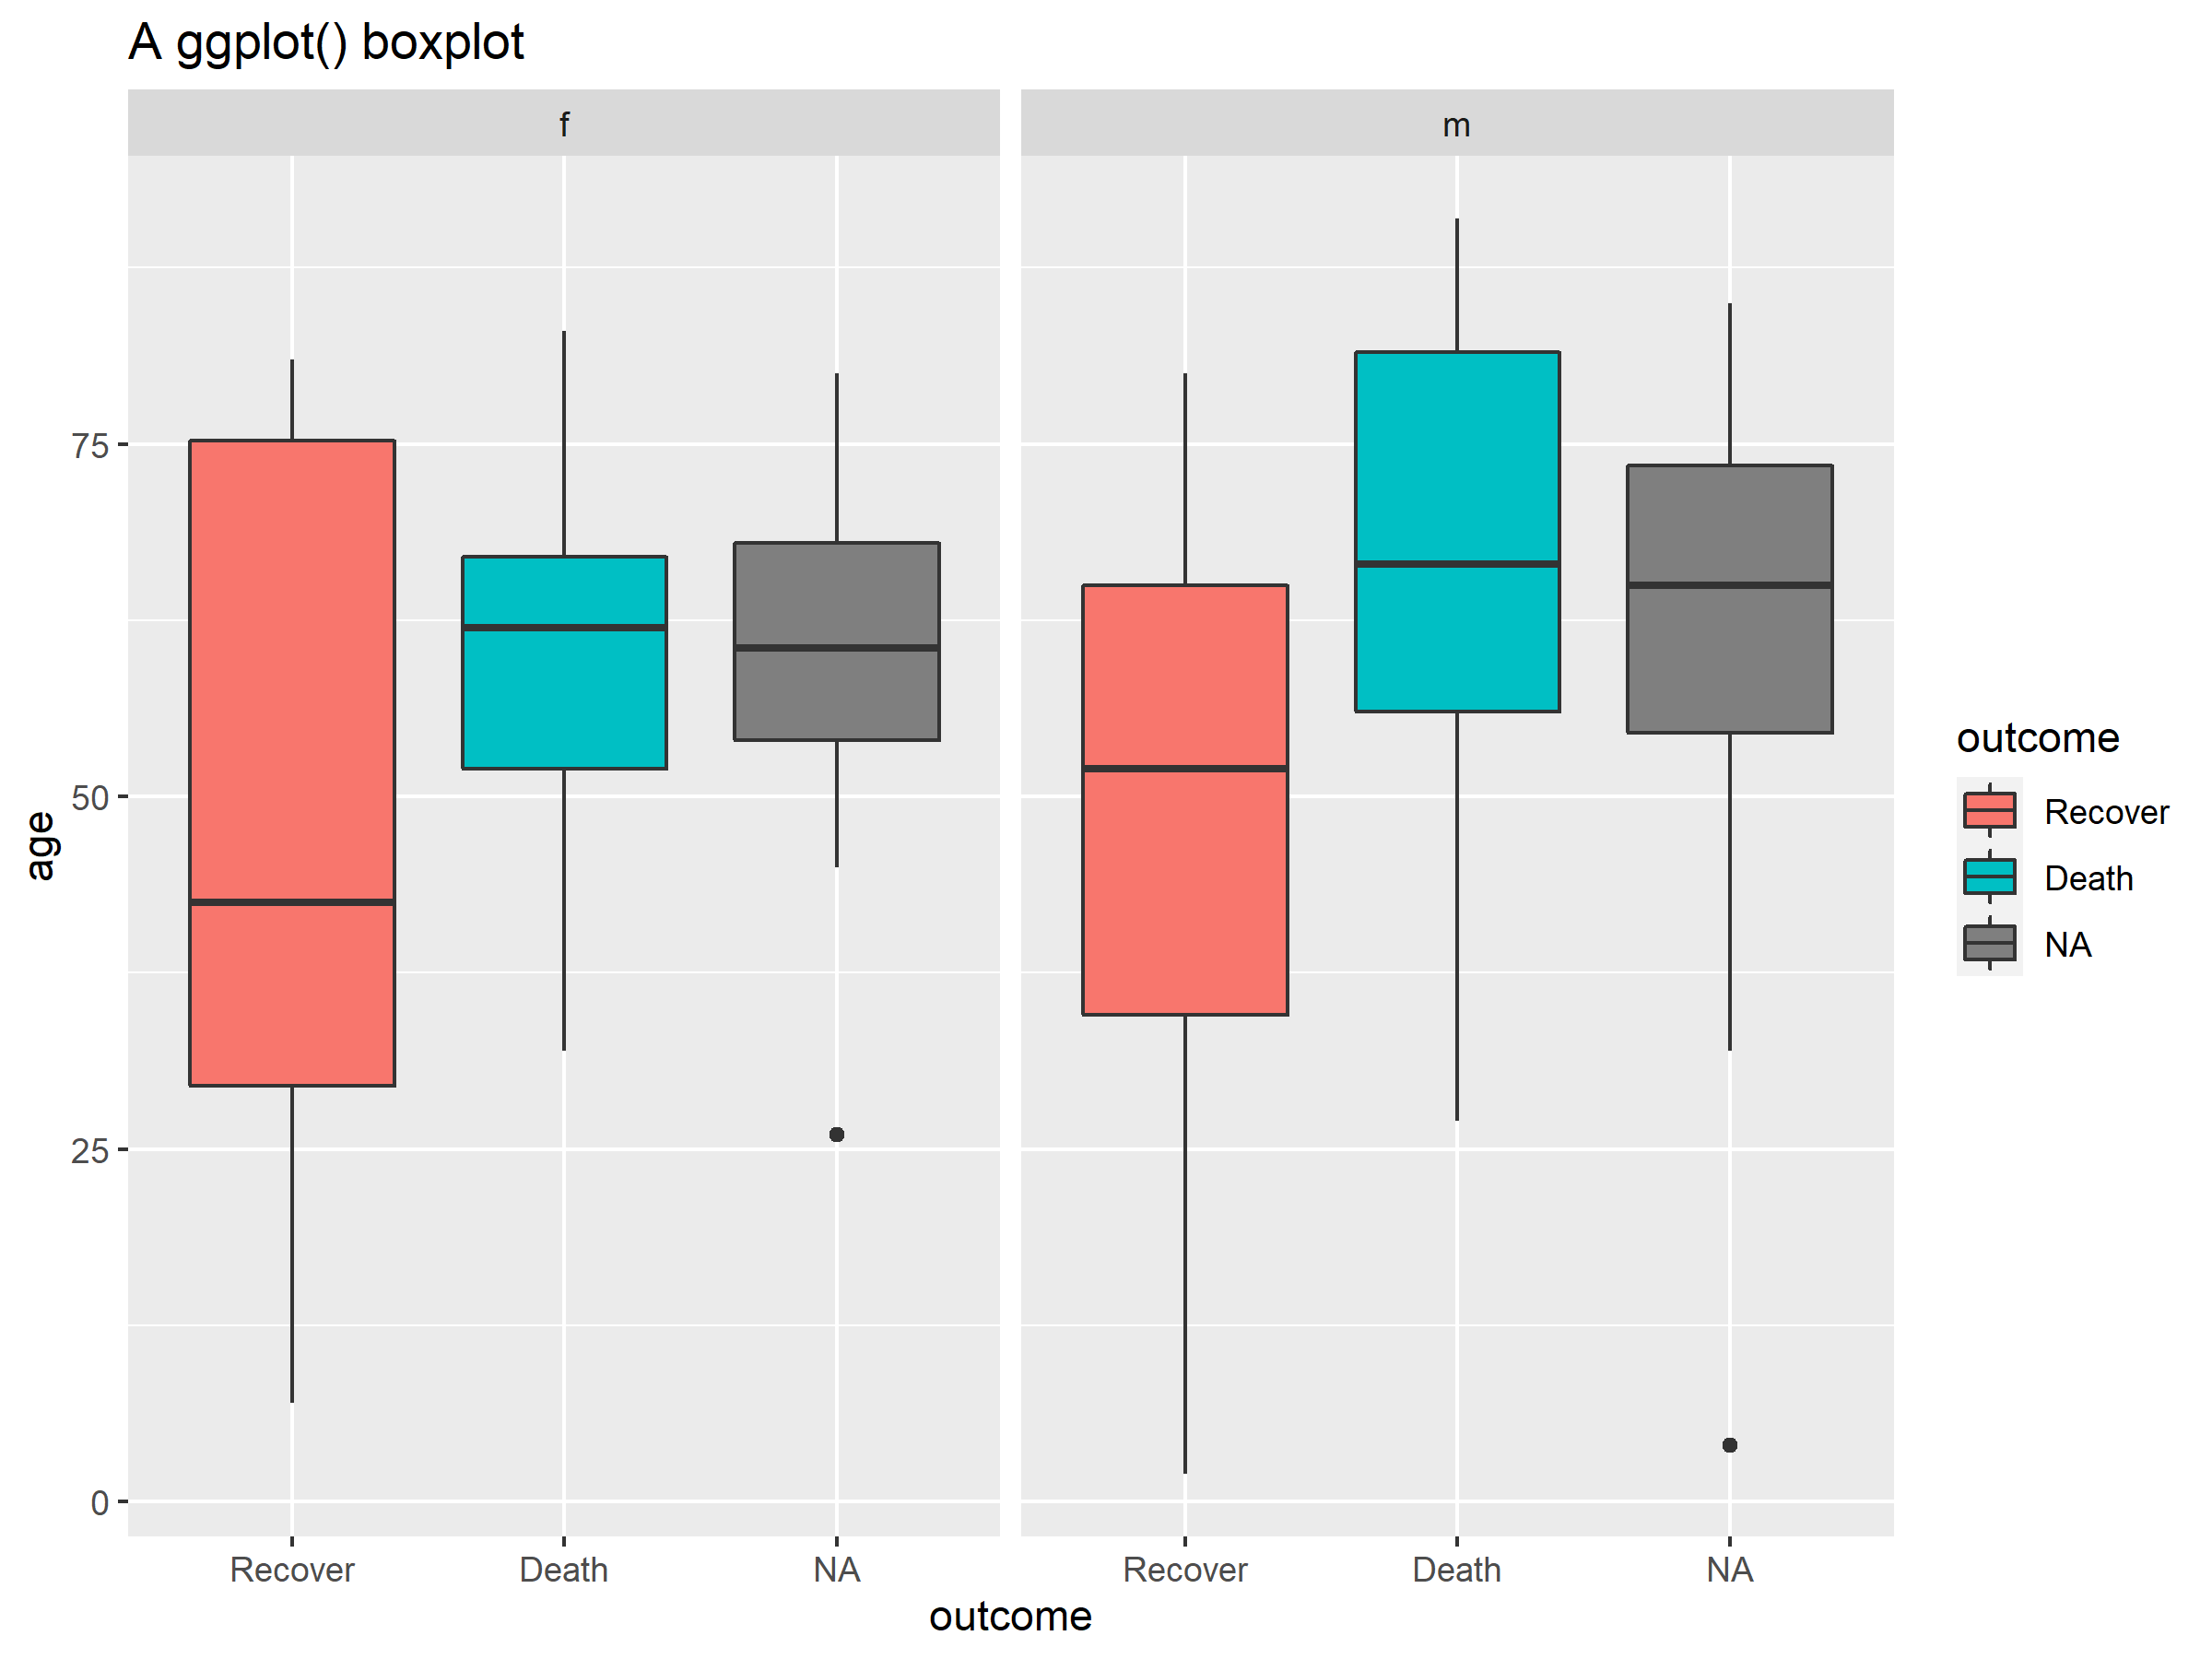 A ggplot() boxplot
f
m
75
50
25
0
age
Recover
Death
NA
Recover
Death
NA
outcome
outcome
Recover
Death
NA